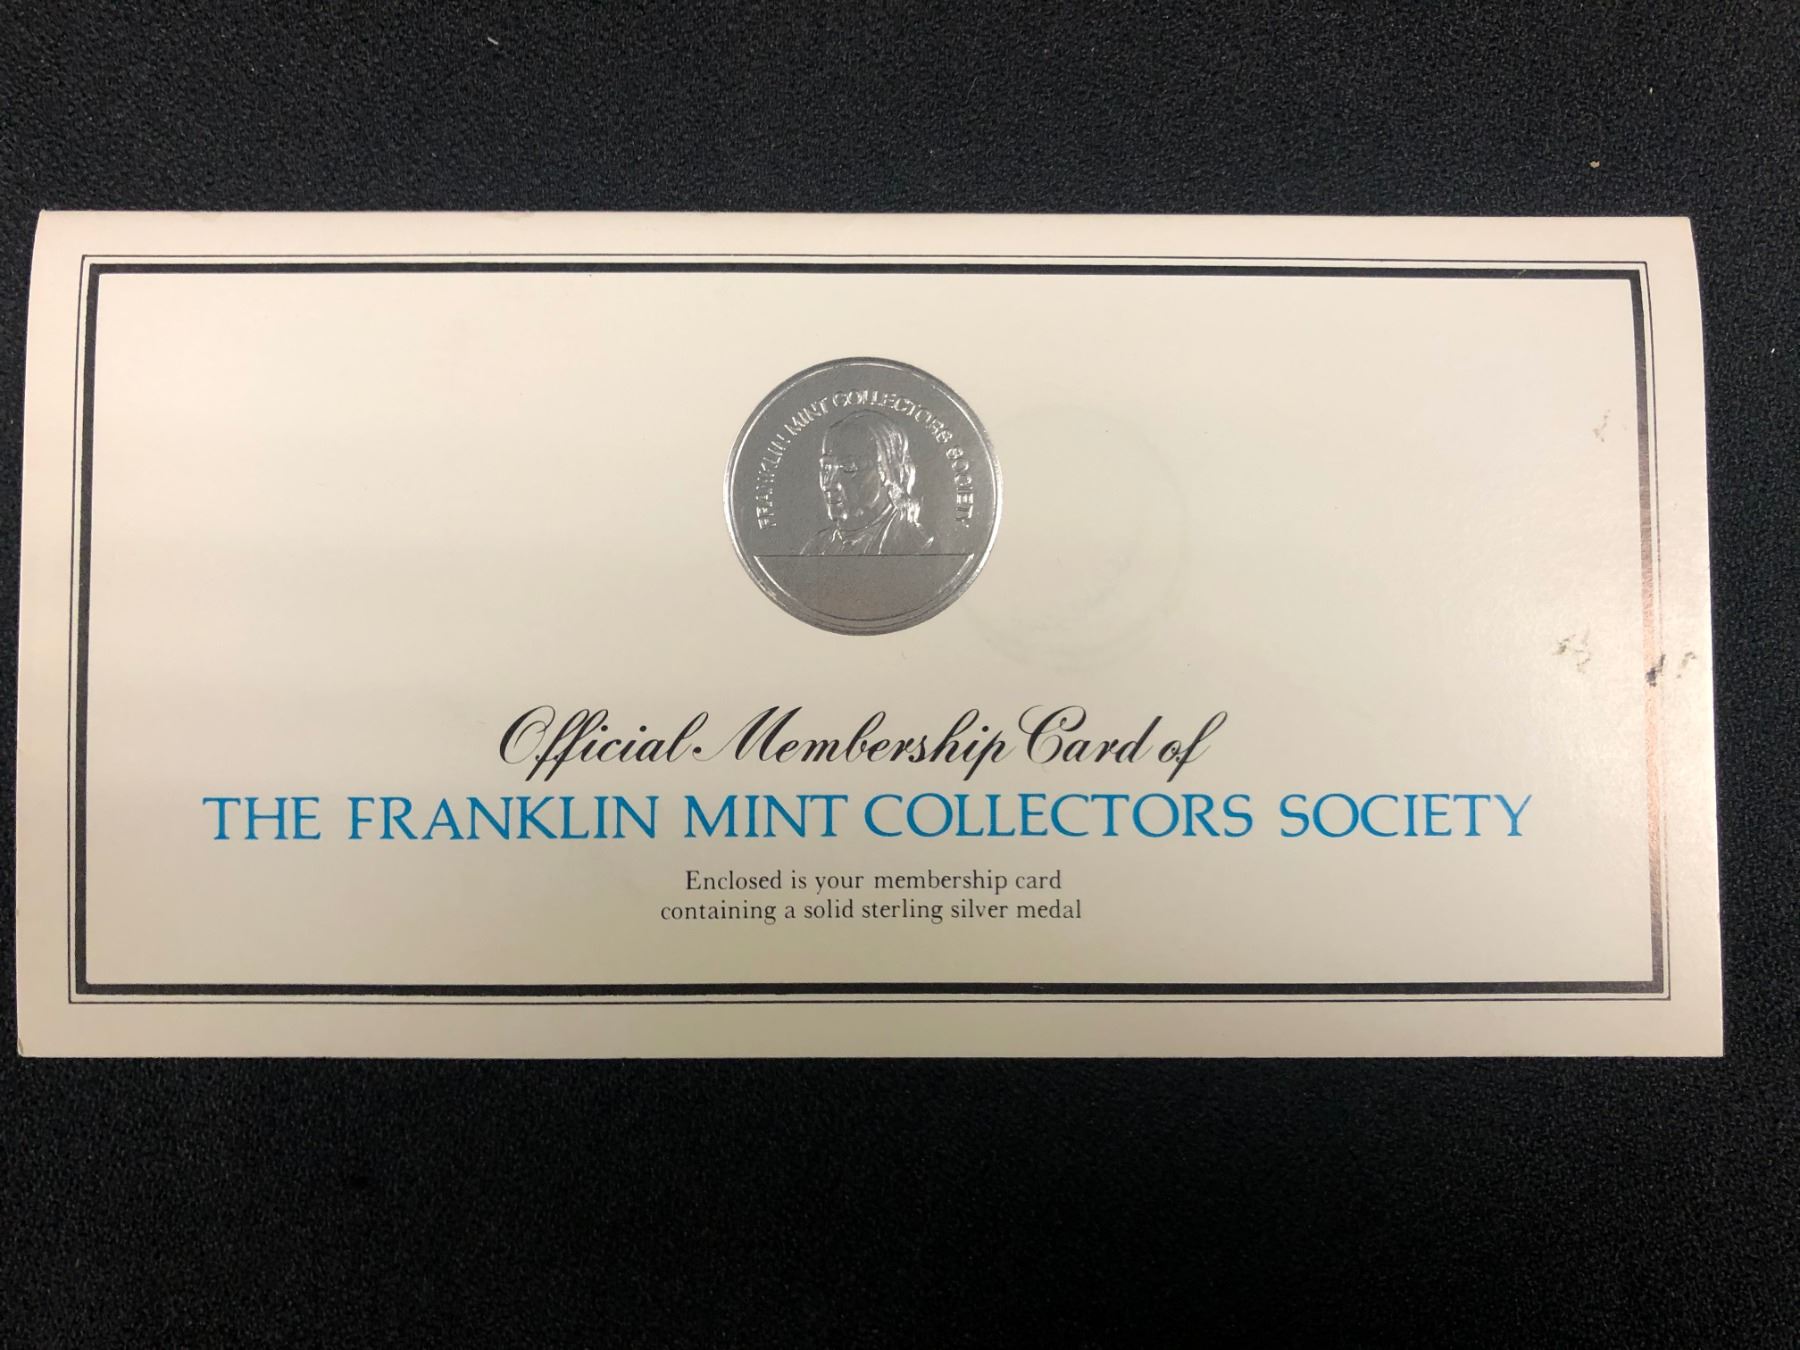 FRANKLIN MINT COLLECTORS SOCIETY
Official Membership Card of
THE FRANKLIN MINT COLLECTORS SOCIETY
Enclosed is your membership card
containing a solid sterling silver medal